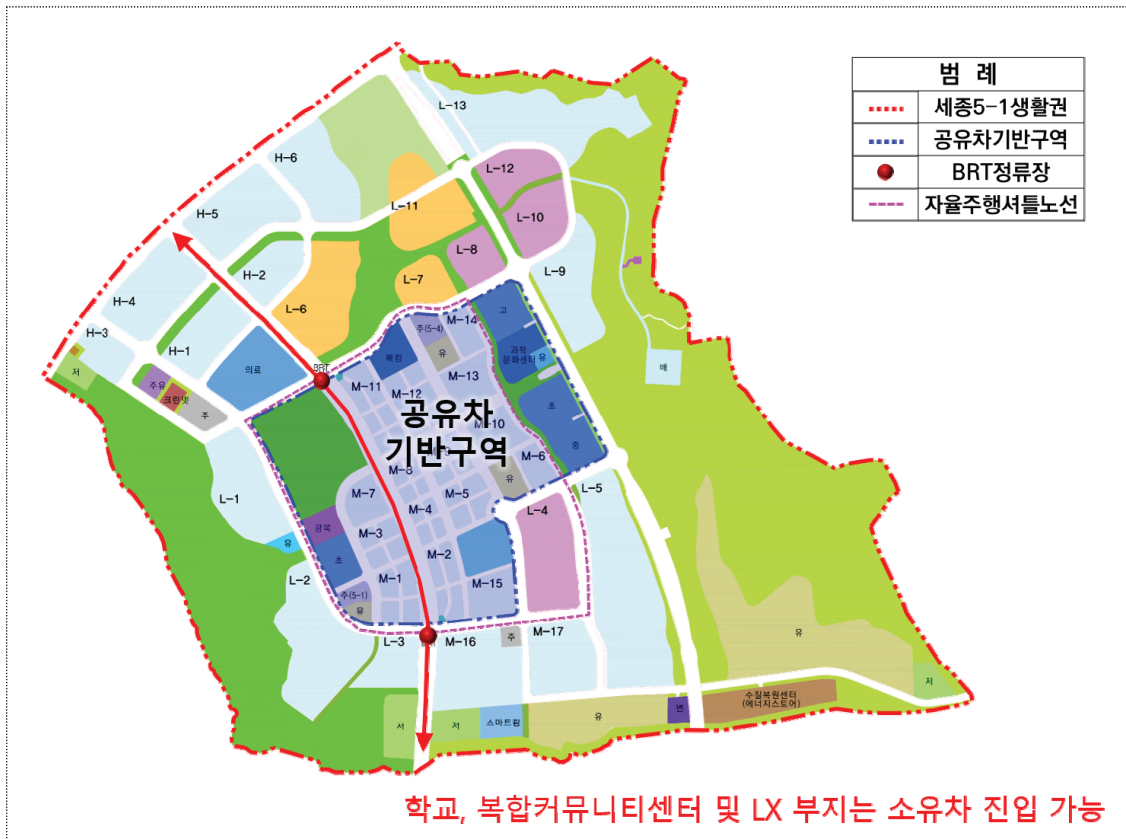 범 례
세종5-1생활권
공유차기반구역
BRT정류장
자율주행셔틀노선
L-13
H-6
L-12
H-5
L-11
L-10
L-8
H-2
L-9
L-7
H-4
L-6
H-3
고
주(5-4)
M-14
H-1
저
복컴
유
과학
문화센터
유
의료
배
BRT
M-13
주유
M-11
크린넷
M-12
주
초
공유차
M-10
중
기반구역
M-9
M-6
M-8
유
L-5
L-1
M-7
M-5
L-4
M-4
광복
M-3
유
초
M-2
L-2
M-1
M-15
주(5-1)
유
L-3
M-16
주
M-17
유
저
수질복원센터
(에너지스토어)
변
유
서
저
스마트팜
학교, 복합커뮤니티센터 및 LX 부지는 소유차 진입 가능